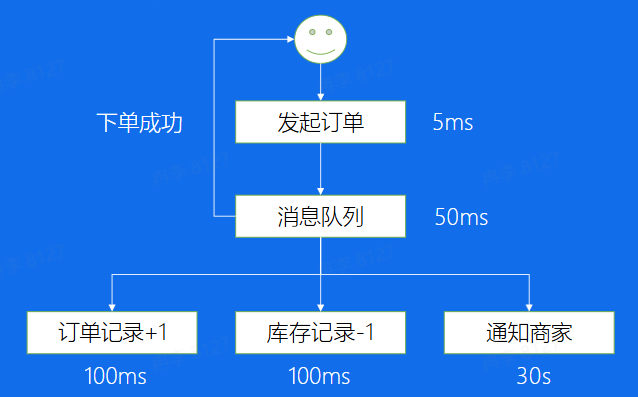 下单成功
发起订单
5ms
消息队列
50ms
订单记录+1
库存记录-1
通知商家
100ms
100ms
30s